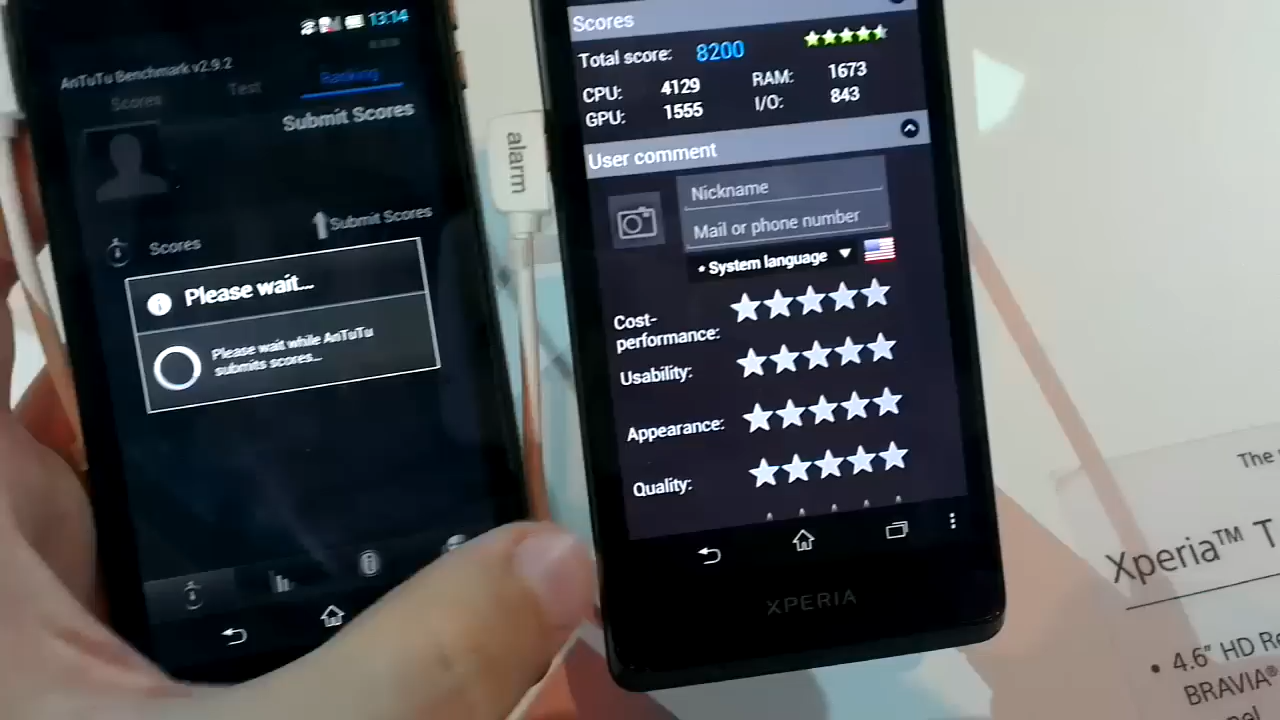 13:14
AnTuTu Benchmark v2.9.2
Scores
Test
Ranking
Submit Scores
Submit Scores
Scores
Please wait...
Please wait while AnTuTu
submits scores...
alarm
Scores
Total score: 8200
CPU: 4129 RAM: 1673
GPU: 1555 I/O: 843
User comment
Nickname
Mail or phone number
• System language
Cost-
performance:
Usability:
Appearance:
Quality:
XPERIA
The
Xperia™ T
• 4.6" HD
BRAVIA®